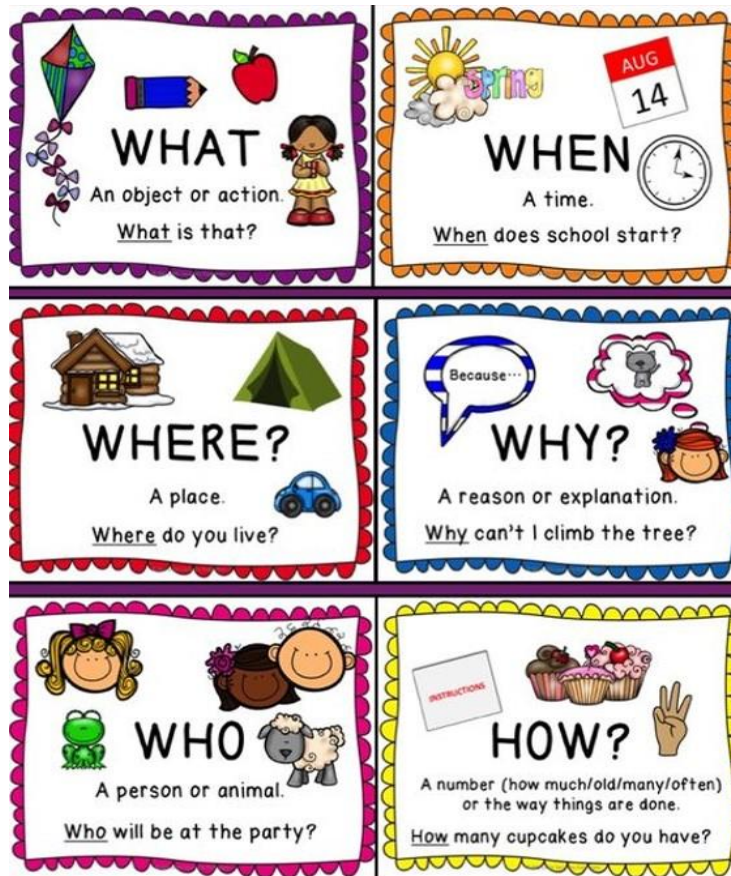 WHAT
An object or action.
What is that?
spring
AUG
14
WHEN
A time.
When does school start?
WHERE?
A place.
Where do you live?
Because...
WHY?
A reason or explanation.
Why can't I climb the tree?
WHO
A person or animal.
Who will be at the party?
INSTRUCTIONS
HOW?
A number (how much/old/many/often)
or the way things are done.
How many cupcakes do you have?